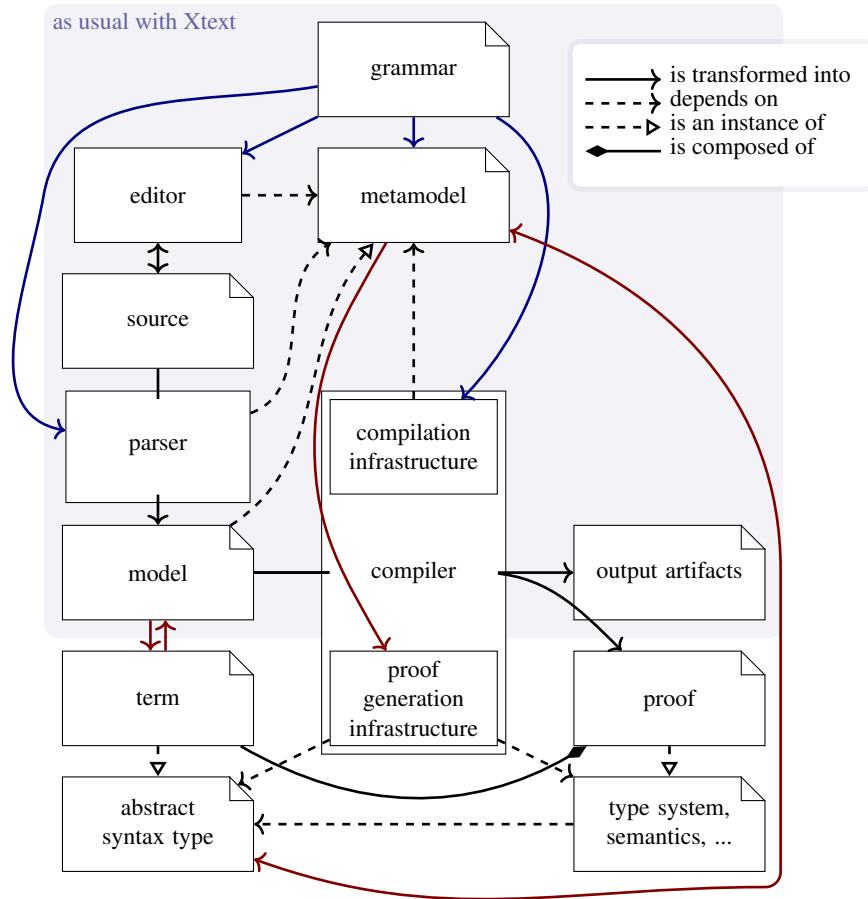 as usual with Xtext
grammar
is transformed into
depends on
is an instance of
is composed of
editor
metamodel
source
parser
compilation
infrastructure
model
compiler
output artifacts
term
proof
generation
infrastructure
proof
abstract
syntax type
type system,
semantics, ...